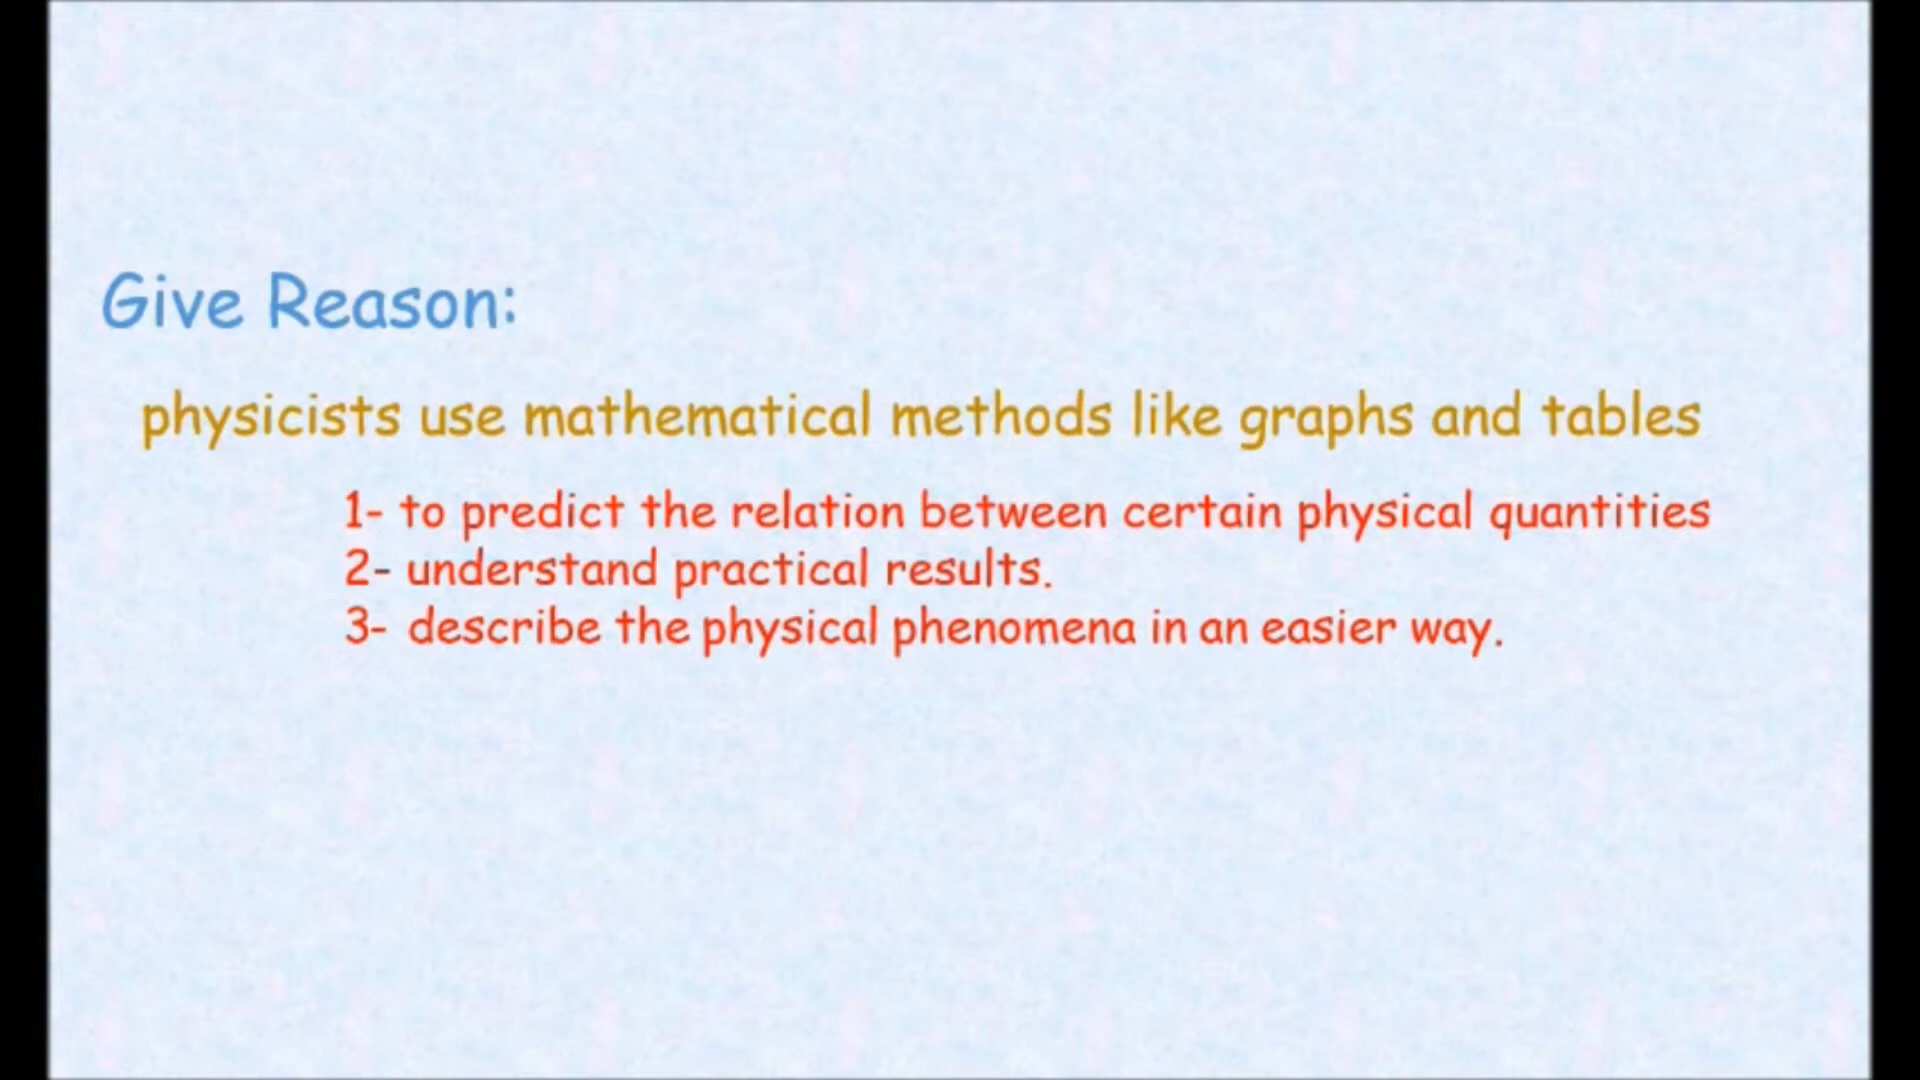 Give Reason:
physicists use mathematical methods like graphs and tables
1- to predict the relation between certain physical quantities
2- understand practical results.
3- describe the physical phenomena in an easier way.